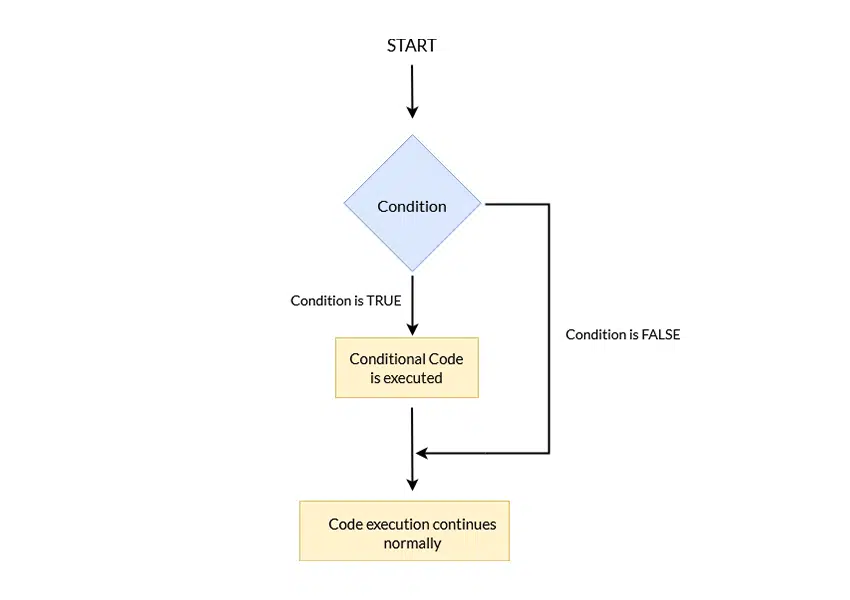 START
Condition
Condition is TRUE
Condition is FALSE
Conditional Code
is executed
Code execution continues
normally